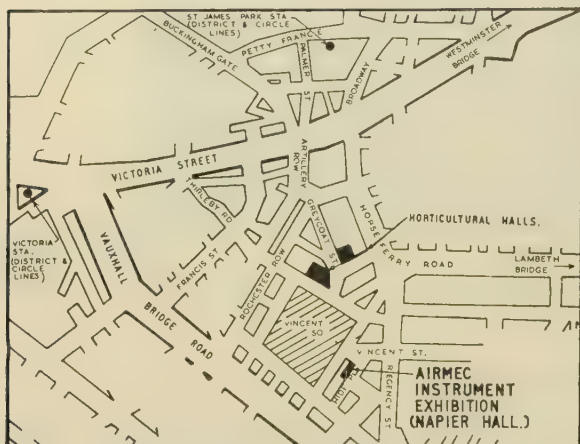 ST JAMES PARK STA.
(DISTRICT & CIRCLE
LINES)
BUCKINGHAM GATE
PETTY FRANCE
PALMER ST
BROADWAY
WESTMINSTER
BRIDGE
VICTORIA STREET
ARTILLERY
ROW
THIRLEBY RD
GREYCOAT ST
HORSE FERRY ROAD
HORTICULTURAL HALLS.
LAMBETH
BRIDGE
VICTORIA
STA.
(DISTRICT &
CIRCLE
LINES)
VAUXHALL
BRIDGE
ROAD
FRANCIS ST
ROCHESTER ROW
VINCENT
SQ
VINCENT ST.
REGENCY ST
AIRMEC
INSTRUMENT
EXHIBITION
(NAPIER HALL.)